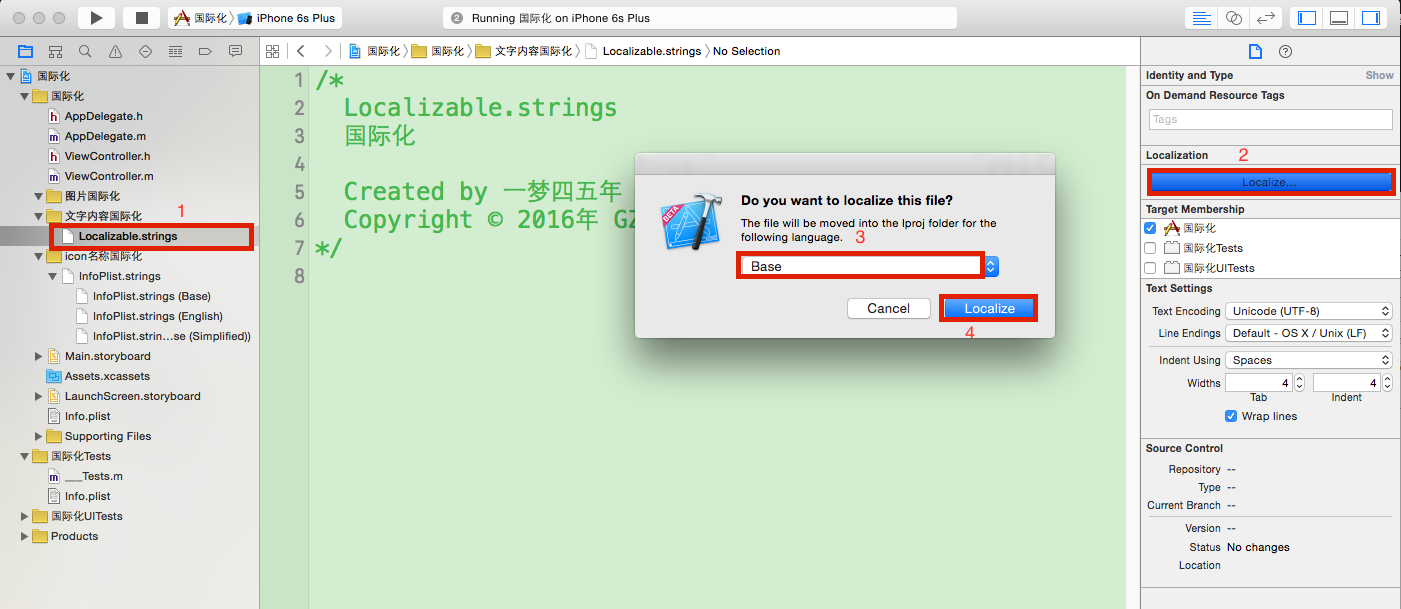 国际化 〉 iPhone 6s Plus
2 Running 国际化 on iPhone 6s Plus
国际化 〉 国际化 〉 文字内容国际化 〉 Localizable.strings 〉 No Selection
国际化
国际化
AppDelegate.h
AppDelegate.m
ViewController.h
ViewController.m
图片国际化
文字内容国际化
1
Localizable.strings
icon名称国际化
InfoPlist.strings
InfoPlist.strings (Base)
InfoPlist.strings (English)
InfoPlist.strin...se (Simplified))
Main.storyboard
Assets.xcassets
LaunchScreen.storyboard
Info.plist
Supporting Files
国际化Tests
___Tests.m
Info.plist
国际化UITests
Products
1 /*
2 Localizable.strings
3 国际化
4
5 Created by 一梦四五年
6 Copyright © 2016年 GZ
7 */
8
BETA
Do you want to localize this file?
The file will be moved into the lproj folder for the
following language.
3
Base
Cancel
Localize
4
Identity and Type Show
On Demand Resource Tags
Tags
Localization
2
Localize...
Target Membership
国际化
国际化Tests
国际化UITests
Text Settings
Text Encoding Unicode (UTF-8)
Line Endings Default - OS X / Unix (LF)
Indent Using Spaces
Widths 4 4
Tab Indent
Wrap lines
Source Control
Repository --
Type --
Current Branch --
Version --
Status No changes
Location